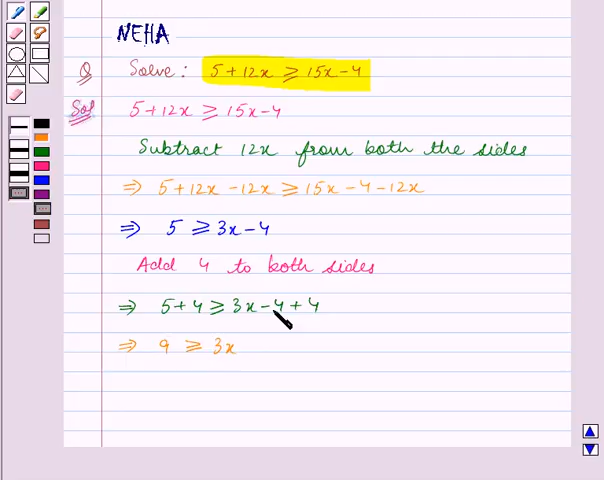 NEHA
Q Solve: 5+12x ≥ 15x-4
Sol 5+12x ≥ 15x-4
Subtract 12x from both the sides
⇒ 5+12x-12x ≥ 15x-4-12x
⇒ 5 ≥ 3x-4
Add 4 to both sides
⇒ 5+4 ≥ 3x-4+4
⇒ 9 ≥ 3x